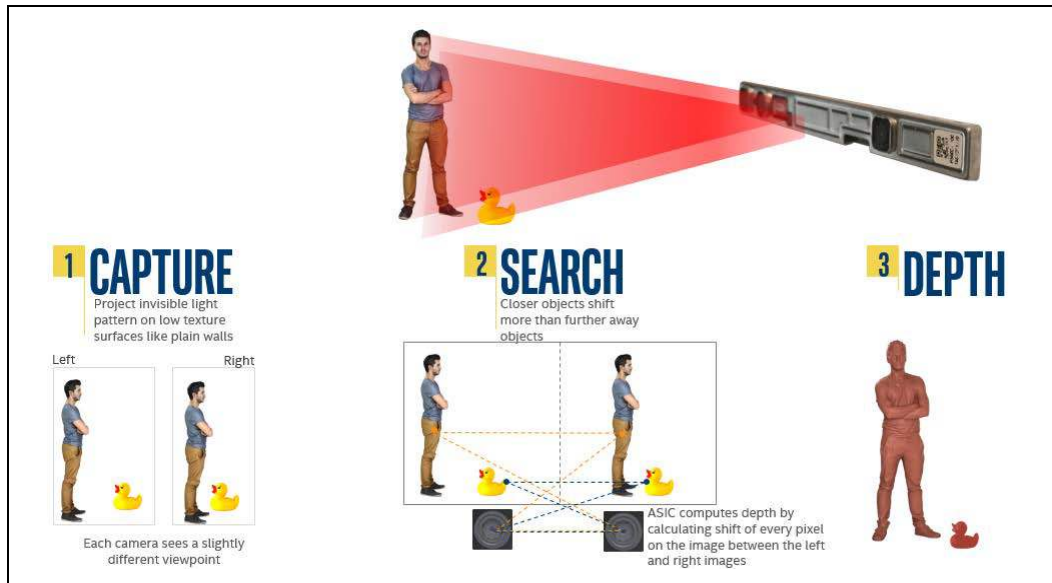 1 CAPTURE
Project invisible light
pattern on low texture
surfaces like plain walls
Left
Right
Each camera sees a slightly
different viewpoint
2 SEARCH
Closer objects shift
more than further away
objects
ASIC computes depth by
calculating shift of every pixel
on the image between the left
and right images
3 DEPTH